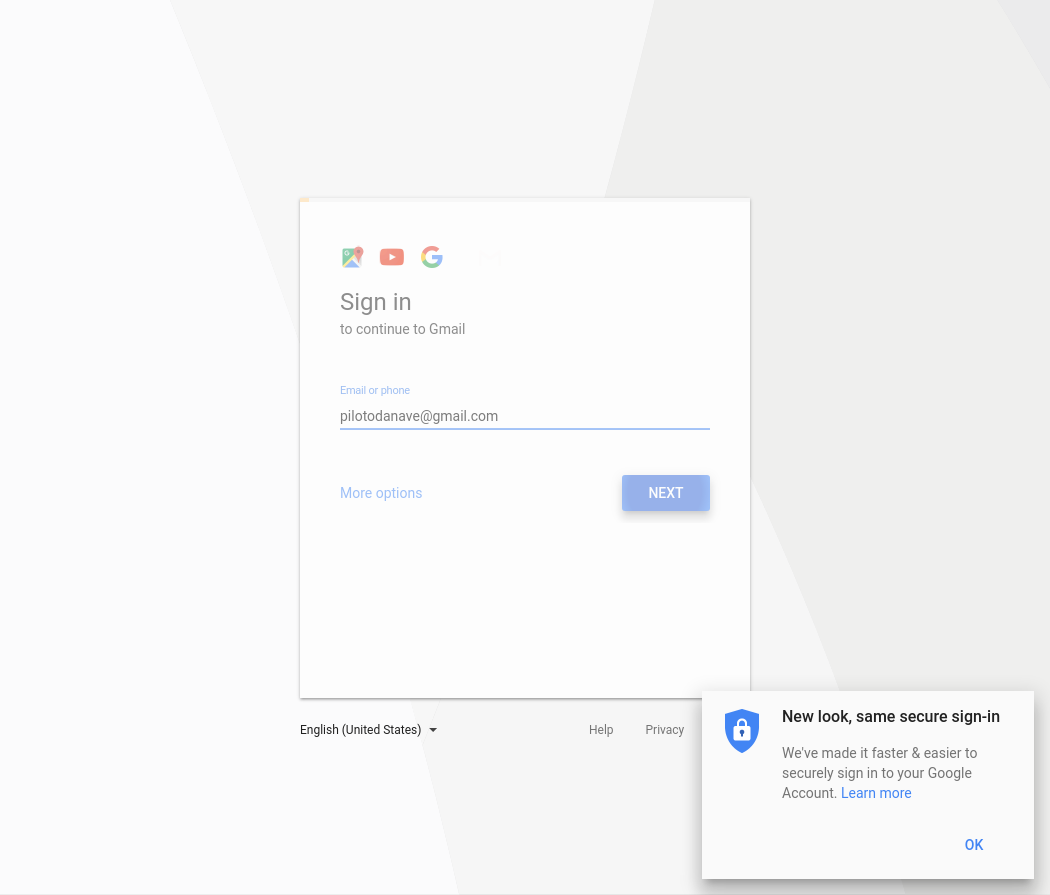 Sign in
to continue to Gmail
Email or phone
pilotodanave@gmail.com
More options
NEXT
English (United States)
Help
Privacy
New look, same secure sign-in
We've made it faster & easier to
securely sign in to your Google
Account. Learn more
OK